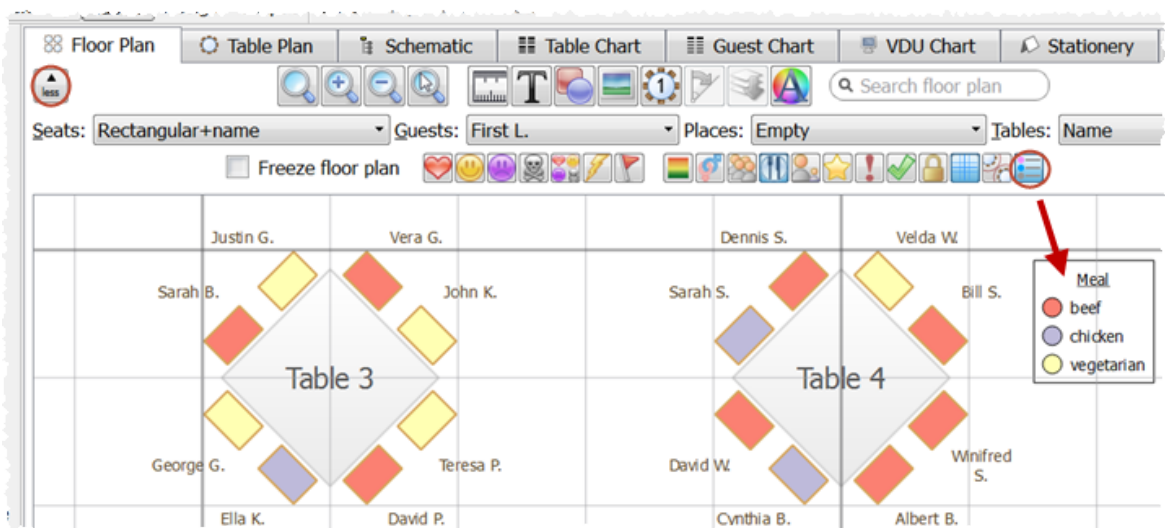 Floor Plan Table Plan Schematic Table Chart Guest Chart VDU Chart Stationery
less T 1 A Search floor plan
Seats: Rectangular+name Guests: First L. Places: Empty Tables: Name
Freeze floor plan
Justin G. Vera G. Dennis S. Velda W.
Sarah B. John K. Sarah S. Bill S.
Meal
beef
chicken
vegetarian
Table 3 Table 4
George G. Teresa P. David W. Winifred
S.
Ella K. David P. Cynthia B. Albert B.